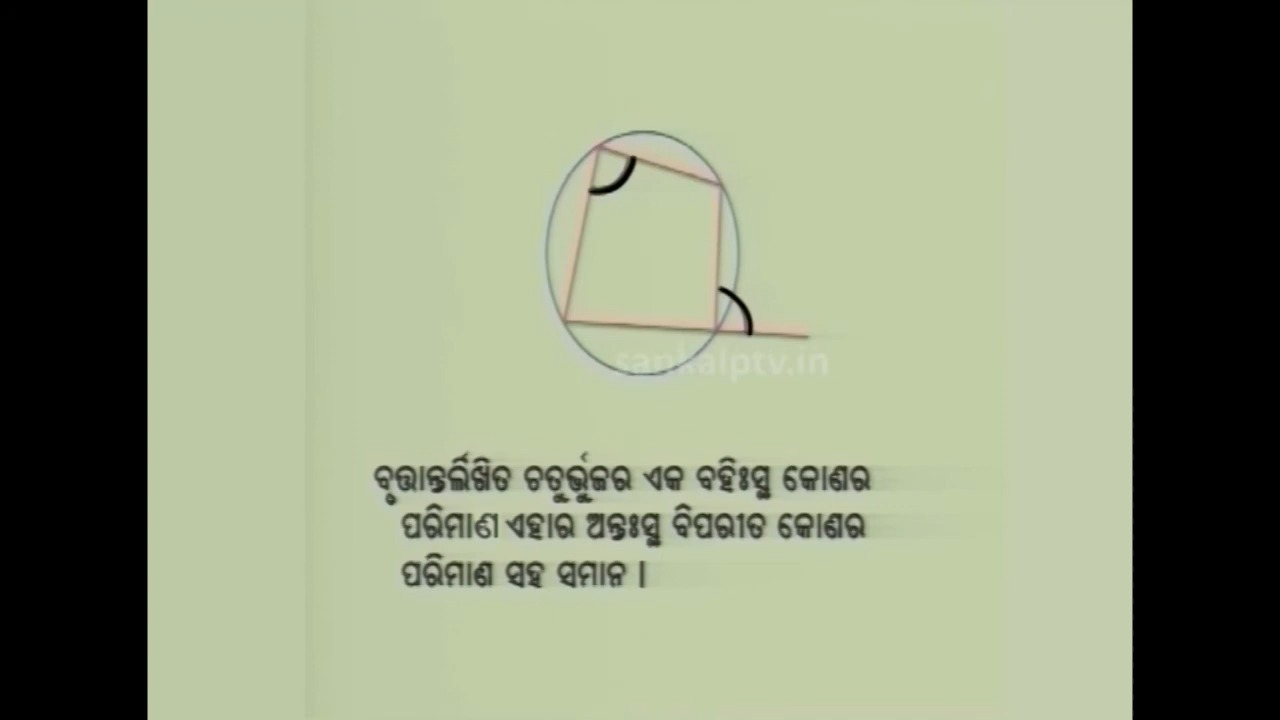 sankalptv.in
ବୃତ୍ତାନ୍ତର୍ଲିଖିତ ଚତୁର୍ଭୁଜର ଏକ ବହିଃସ୍ଥ କୋଣର
ପରିମାଣ ଏହାର ଅନ୍ତଃସ୍ଥ ବିପରୀତ କୋଣର
ପରିମାଣ ସହ ସମାନ |